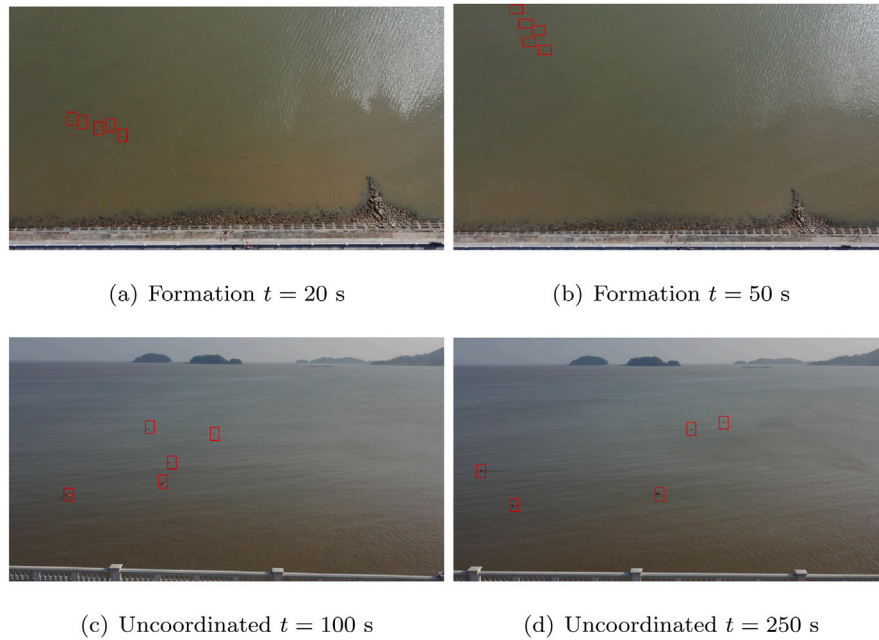 (a) Formation t = 20 s
(b) Formation t = 50 s
(c) Uncoordinated t = 100 s
(d) Uncoordinated t = 250 s